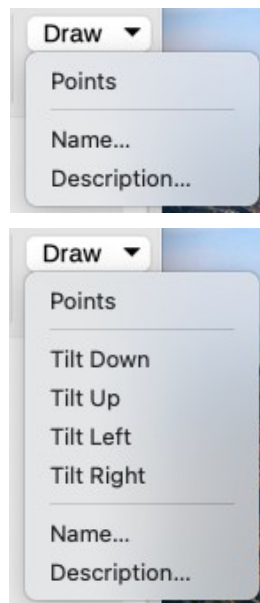 Draw
Points
Name...
Description...
Draw
Points
Tilt Down
Tilt Up
Tilt Left
Tilt Right
Name...
Description...